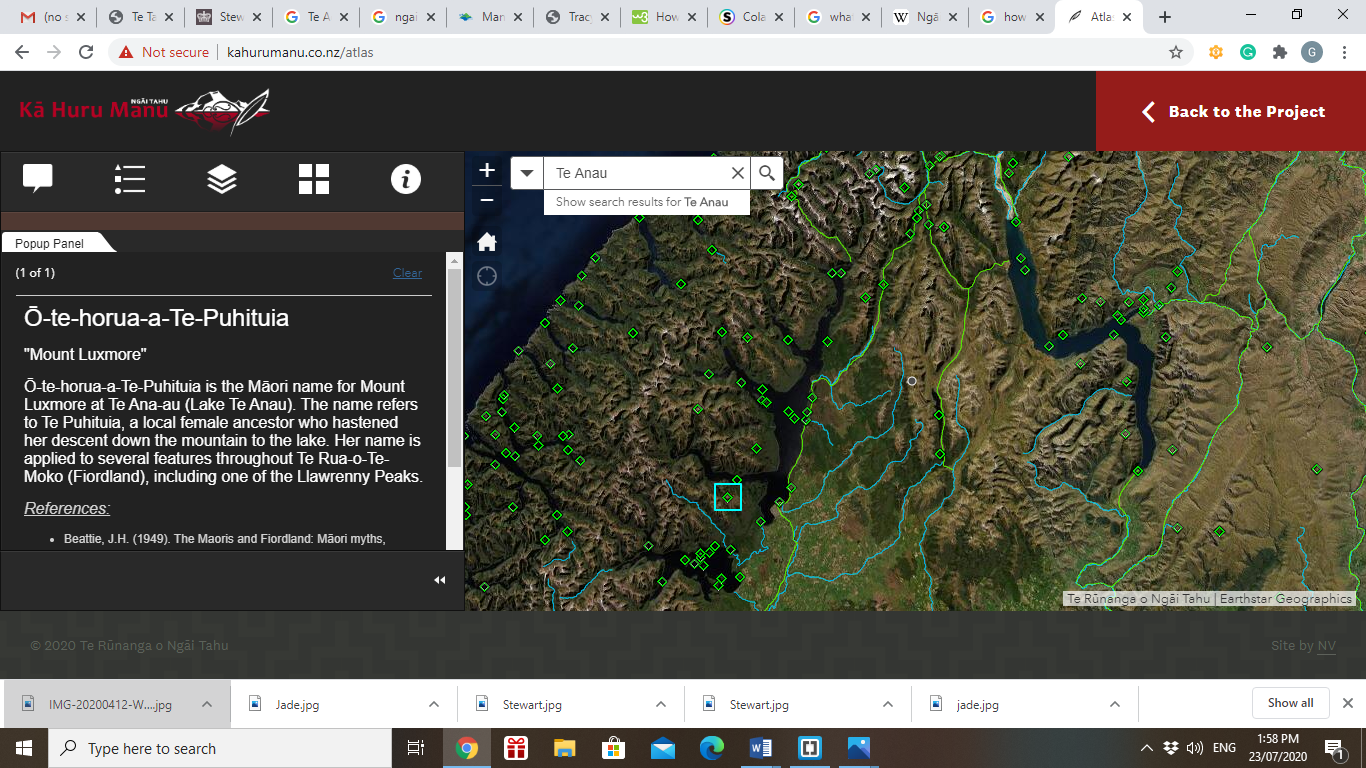 (no s
Te Ta
Stew
Te A
ngai
Man
Tracy
How
Cola
wha
Ngā
how
Atla
Not secure
kahurumanu.co.nz/atlas
G
NGĀI TAHU
Kā Huru Manu
Back to the Project
Te Anau
Show search results for Te Anau
Popup Panel
(1 of 1)
Clear
Ō-te-horua-a-Te-Puhituia
"Mount Luxmore"
Ō-te-horua-a-Te-Puhituia is the Māori name for Mount
Luxmore at Te Ana-au (Lake Te Anau). The name refers
to Te Puhituia, a local female ancestor who hastened
her descent down the mountain to the lake. Her name is
applied to several features throughout Te Rua-o-Te-
Moko (Fiordland), including one of the Llawrenny Peaks.
References:
• Beattie, J.H. (1949). The Maoris and Fiordland: Māori myths,
Te Rūnanga o Ngāi Tahu | Earthstar Geographics
© 2020 Te Rūnanga o Ngāi Tahu
Site by NV
IMG-20200412-W....jpg
Jade.jpg
Stewart.jpg
Stewart.jpg
jade.jpg
Show all
Type here to search
ENG
1:58 PM
23/07/2020
1